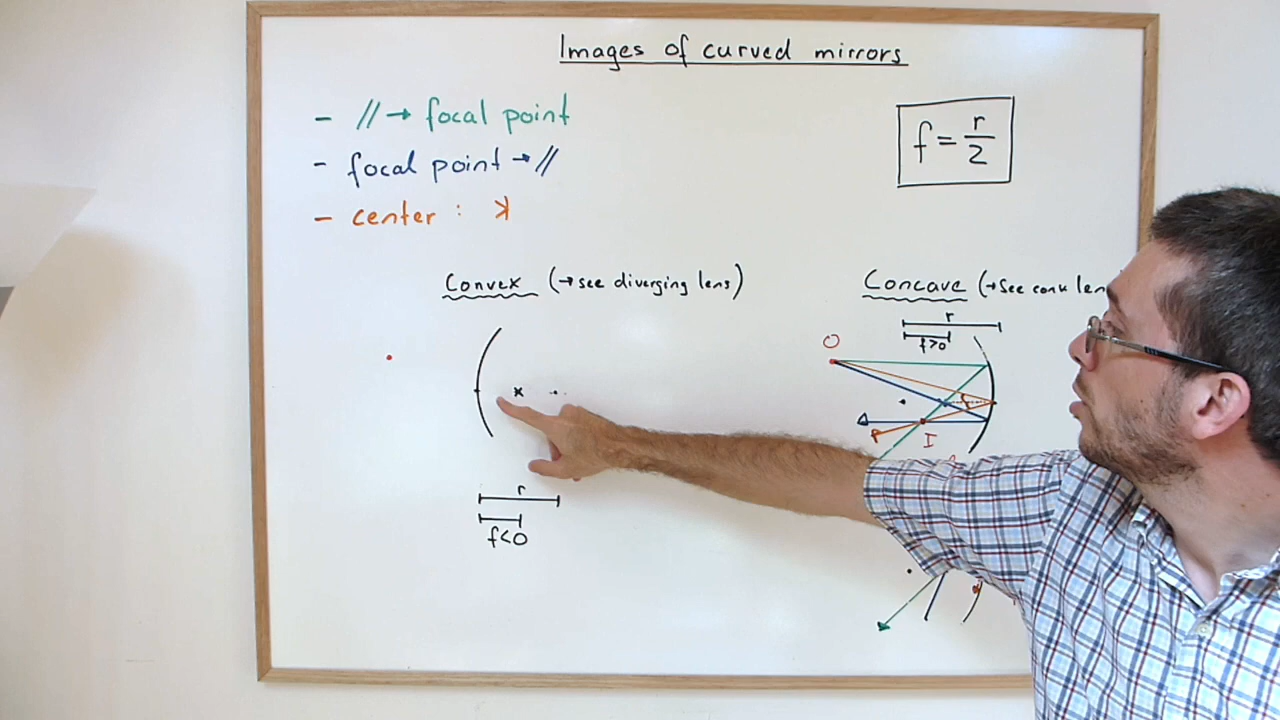 Images of curved mirrors
- // → focal point
- focal point → //
- center :
f = r/2
Convex (→ see diverging lens)
Concave (→ see conv. len
r
f>0
O
I
r
f<0